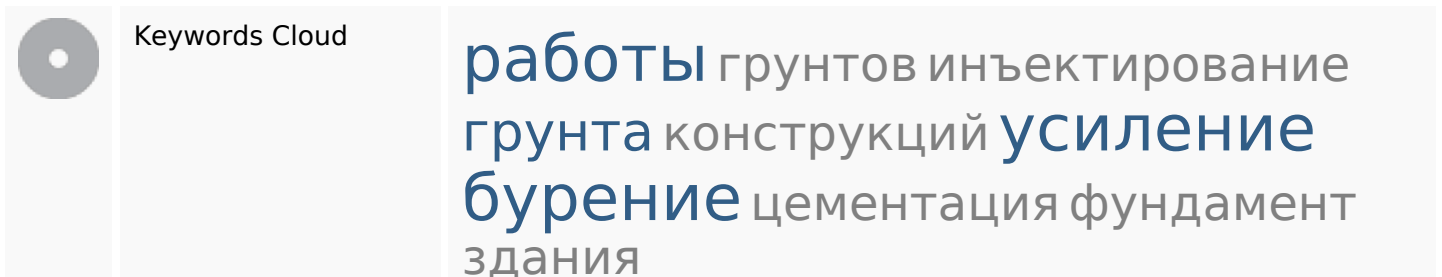 Keywords Cloud
работы грунтов инъектирование
грунта конструкций усиление
бурение цементация фундамент
здания